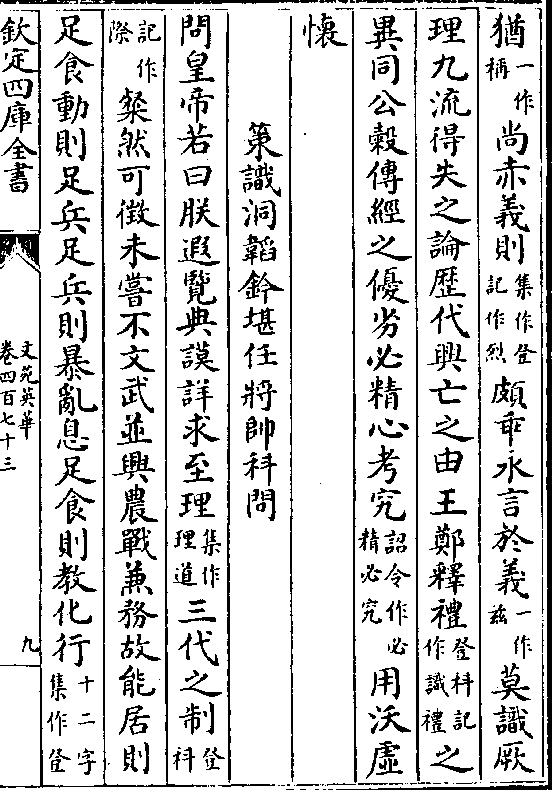 猶一作稱尚赤義則集作登記作烈頗乖永言於義一作玆莫識厥
理九流得失之論歷代興亡之由王鄭釋禮登科記作識禮之
異同公糓傳經之優劣必精心考究詔令作必精必究用沃虛
懷
策識洞韜鈐堪任將帥科問
問皇帝若曰朕遐覽典謨詳求至理集作理道三代之制登科
記作際粲然可徵未嘗不文武並興農戰兼務故能居則
足食動則足兵足兵則暴亂息足食則教化行十二字集作登
欽定四庫全書
文苑英華
卷四百七十三
九